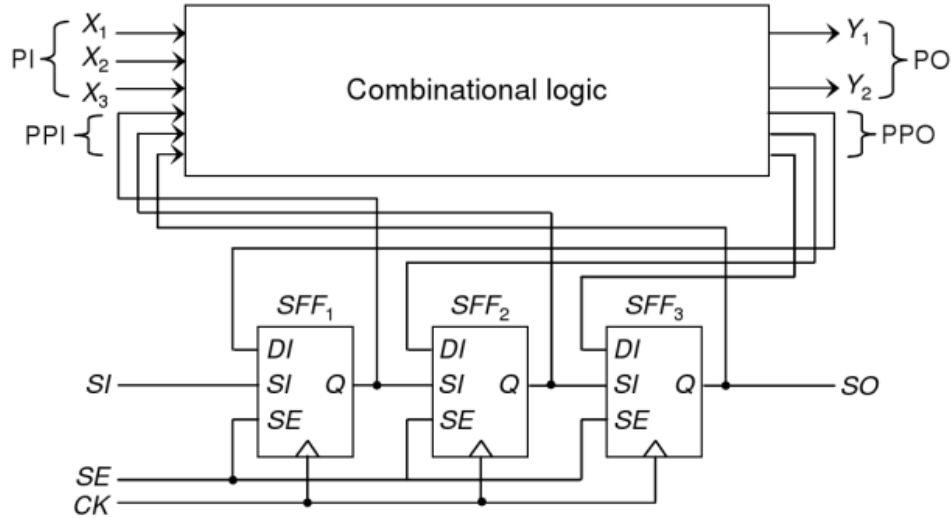 PI { X1
X2
X3
PPI {
Combinational logic
Y1
Y2
} PO
} PPO
SFF1
SFF2
SFF3
DI
SI Q
SE
DI
SI Q
SE
DI
SI Q
SE
SI
SO
SE
CK